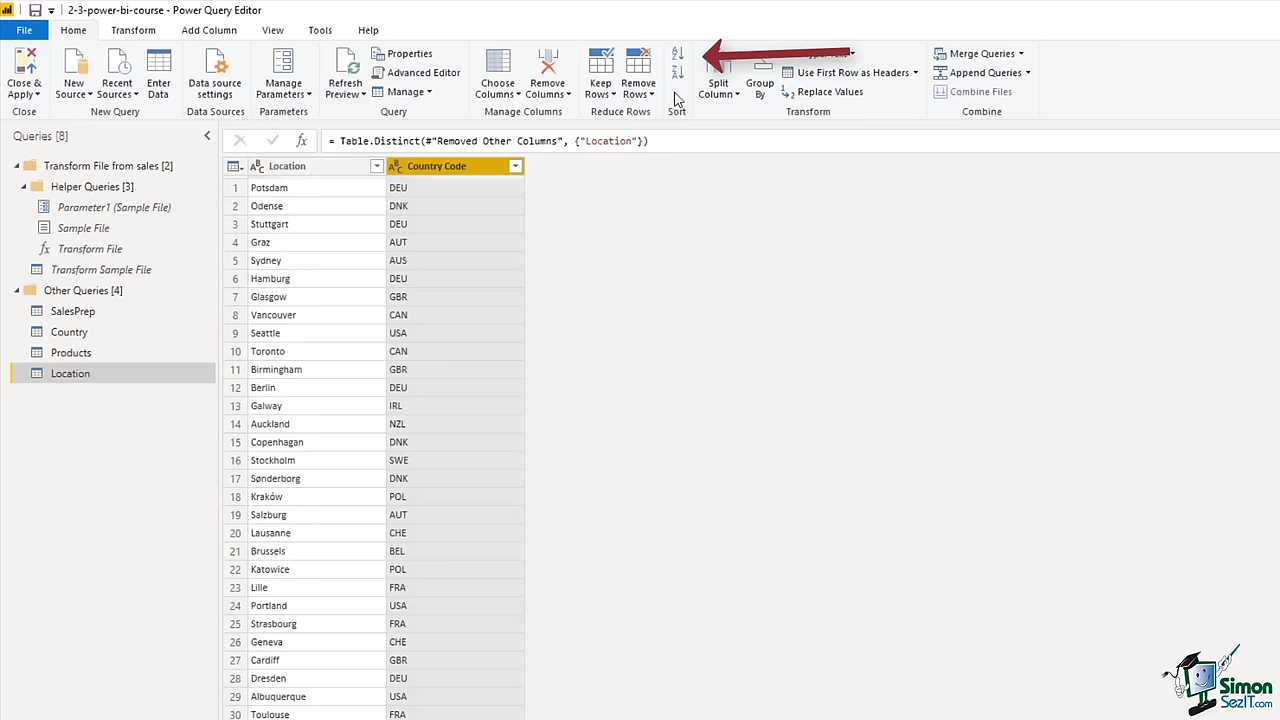 2-3-power-bi-course - Power Query Editor
File Home Transform Add Column View Tools Help
Close & Apply
New Source
Recent Sources
Enter Data
Data source settings
Manage Parameters
Refresh Preview
Properties
Advanced Editor
Manage
Choose Columns
Remove Columns
Keep Rows
Remove Rows
Split Column
Group By
Use First Row as Headers
Replace Values
Merge Queries
Append Queries
Combine Files
Close New Query Data Sources Parameters Query Manage Columns Reduce Rows Sort Transform Combine
Queries [8]
= Table.Distinct(#"Removed Other Columns", {"Location"})
Transform File from sales [2]
Helper Queries [3]
Parameter1 (Sample File)
Sample File
fx Transform File
Transform Sample File
Other Queries [4]
SalesPrep
Country
Products
Location
Location Country Code
1 Potsdam DEU
2 Odense DNK
3 Stuttgart DEU
4 Graz AUT
5 Sydney AUS
6 Hamburg DEU
7 Glasgow GBR
8 Vancouver CAN
9 Seattle USA
10 Toronto CAN
11 Birmingham GBR
12 Berlin DEU
13 Galway IRL
14 Auckland NZL
15 Copenhagan DNK
16 Stockholm SWE
17 Sønderborg DNK
18 Kraków POL
19 Salzburg AUT
20 Lausanne CHE
21 Brussels BEL
22 Katowice POL
23 Lille FRA
24 Portland USA
25 Strasbourg FRA
26 Geneva CHE
27 Cardiff GBR
28 Dresden DEU
29 Albuquerque USA
30 Toulouse FRA
Simon
SezIT.com